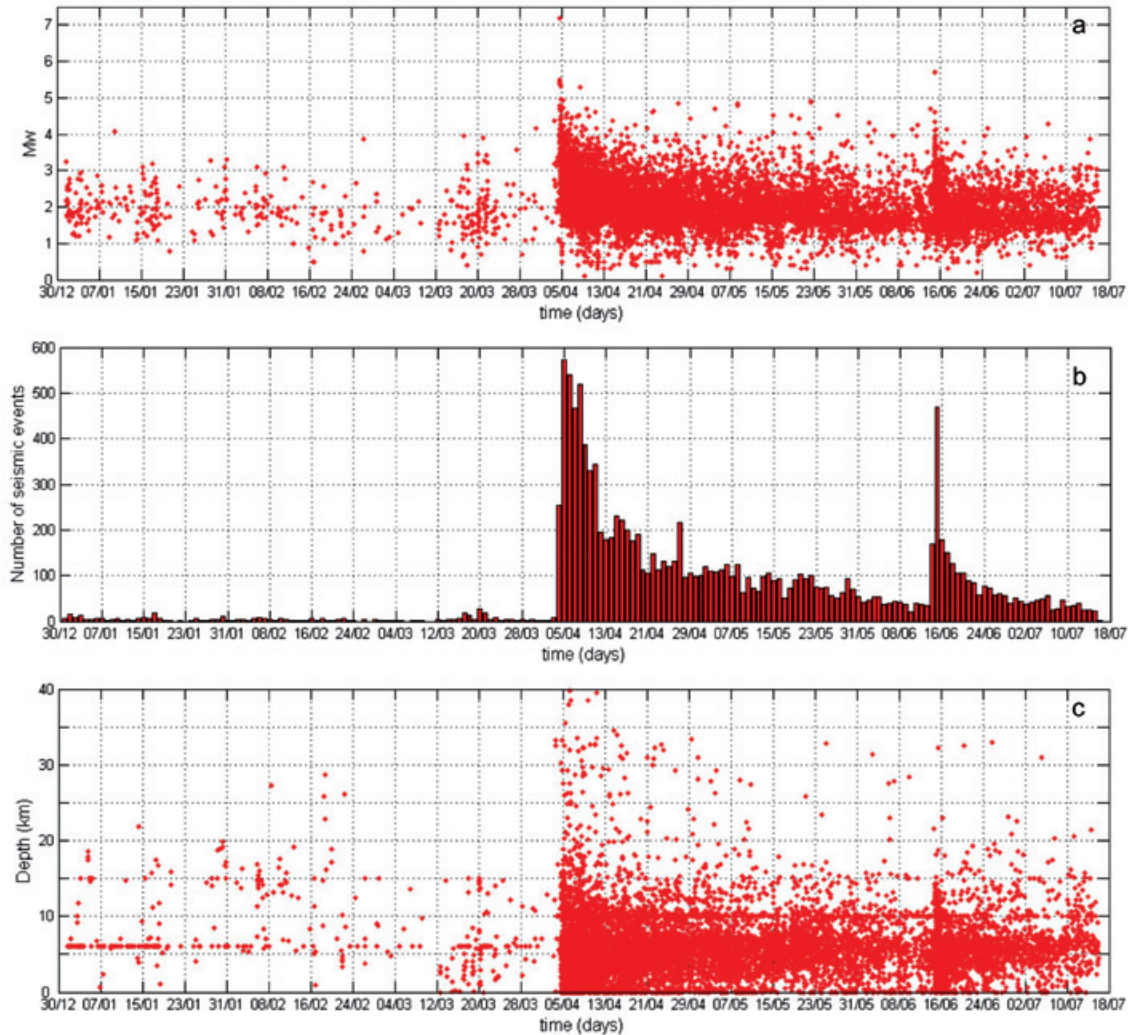 a
7
6
5
4
3
2
1
0
Mw
30/12 07/01 15/01 23/01 31/01 08/02 16/02 24/02 04/03 12/03 20/03 28/03 05/04 13/04 21/04 29/04 07/05 15/05 23/05 31/05 08/06 16/06 24/06 02/07 10/07 18/07
time (days)
b
600
500
400
300
200
100
0
Number of seismic events
30/12 07/01 15/01 23/01 31/01 08/02 16/02 24/02 04/03 12/03 20/03 28/03 05/04 13/04 21/04 29/04 07/05 15/05 23/05 31/05 08/06 16/06 24/06 02/07 10/07 18/07
time (days)
c
40
30
20
10
0
Depth (km)
30/12 07/01 15/01 23/01 31/01 08/02 16/02 24/02 04/03 12/03 20/03 28/03 05/04 13/04 21/04 29/04 07/05 15/05 23/05 31/05 08/06 16/06 24/06 02/07 10/07 18/07
time (days)